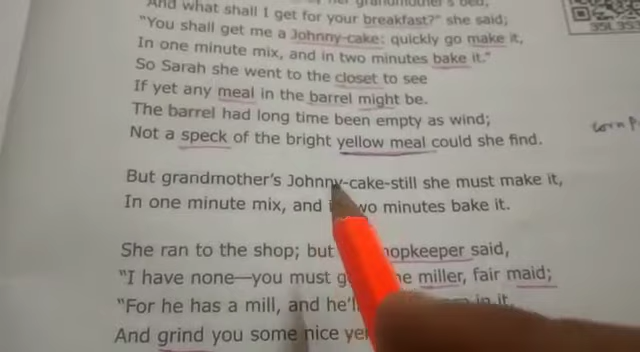 And what shall I get for your breakfast?" she said;
"You shall get me a Johnny-cake: quickly go make it,
In one minute mix, and in two minutes bake it."
So Sarah she went to the closet to see
If yet any meal in the barrel might be.
The barrel had long time been empty as wind;
Not a speck of the bright yellow meal could she find.
corn
But grandmother's Johnny-cake-still she must make it,
In one minute mix, and two minutes bake it.
She ran to the shop; but hopkeeper said,
"I have none—you must miller, fair maid;
"For he has a mill, and he'll in it,
And grind you some nice